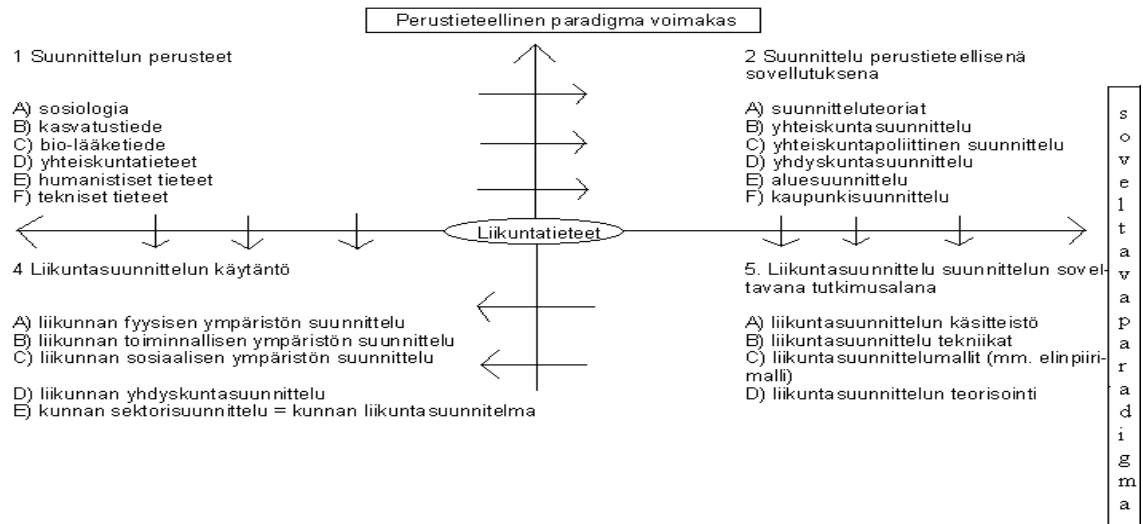 Perustieteellinen paradigma voimakas
1 Suunnittelun perusteet
A) sosiologia
B) kasvatustiede
C) bio-lääketiede
D) yhteiskuntatieteet
E) humanistiset tieteet
F) tekniset tieteet
2 Suunnittelu perustieteellisenä
sovellutuksena
A) suunnitteluteoriat
B) yhteiskuntasuunnittelu
C) yhteiskuntapoliittinen suunnittelu
D) yhdyskuntasuunnittelu
E) aluesuunnittelu
F) kaupunkisuunnittelu
Liikuntatieteet
4 Liikuntasuunnittelun käytäntö
A) liikunnan fyysisen ympäristön suunnittelu
B) liikunnan toiminnallisen ympäristön suunnittelu
C) liikunnan sosiaalisen ympäristön suunnittelu
D) liikunnan yhdyskuntasuunnittelu
E) kunnan sektorisuunnittelu = kunnan liikuntasuunnitelma
5. Liikuntasuunnittelu suunnittelun sovel-
tavana tutkimusalana
A) liikuntasuunnittelun käsitteistö
B) liikuntasuunnittelu tekniikat
C) liikuntasuunnittelumallit (mm. elinpiiri-
malli)
D) liikuntasuunnittelun teorisointi
soveltavaparadigma